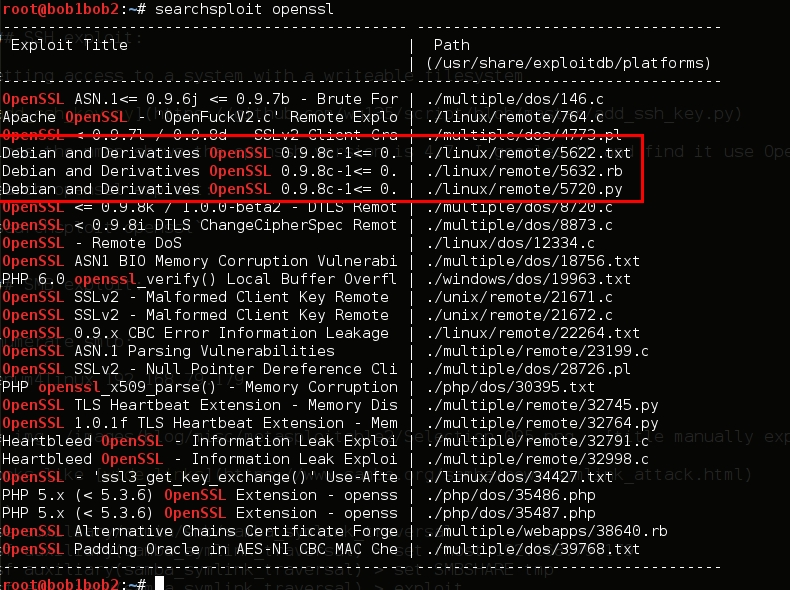 root@bob1bob2:~# searchsploit openssl
Exploit Title | Path
| (/usr/share/exploitdb/platforms)
OpenSSL ASN.1<= 0.9.6j <= 0.9.7b - Brute For | ./multiple/dos/146.c
Apache OpenSSL - 'OpenFuckV2.c' Remote Explo | ./linux/remote/764.c
OpenSSL < 0.9.7l / 0.9.8d - SSLv2 Client Cra | ./multiple/dos/4773.pl
Debian and Derivatives OpenSSL 0.9.8c-1<= 0. | ./linux/remote/5622.txt
Debian and Derivatives OpenSSL 0.9.8c-1<= 0. | ./linux/remote/5632.rb
Debian and Derivatives OpenSSL 0.9.8c-1<= 0. | ./linux/remote/5720.py
OpenSSL <= 0.9.8k / 1.0.0-beta2 - DTLS Remot | ./multiple/dos/8720.c
OpenSSL < 0.9.8i DTLS ChangeCipherSpec Remot | ./multiple/dos/8873.c
OpenSSL - Remote DoS | ./linux/dos/12334.c
OpenSSL ASN1 BIO Memory Corruption Vulnerabi | ./multiple/dos/18756.txt
PHP 6.0 openssl_verify() Local Buffer Overfl | ./windows/dos/19963.txt
OpenSSL SSLv2 - Malformed Client Key Remote | ./unix/remote/21671.c
OpenSSL SSLv2 - Malformed Client Key Remote | ./unix/remote/21672.c
OpenSSL 0.9.x CBC Error Information Leakage | ./linux/remote/22264.txt
OpenSSL ASN.1 Parsing Vulnerabilities | ./multiple/remote/23199.c
OpenSSL SSLv2 - Null Pointer Dereference Cli | ./multiple/dos/28726.pl
PHP openssl_x509_parse() - Memory Corruption | ./php/dos/30395.txt
OpenSSL TLS Heartbeat Extension - Memory Dis | ./multiple/remote/32745.py
OpenSSL 1.0.1f TLS Heartbeat Extension - Mem | ./multiple/remote/32764.py
Heartbleed OpenSSL - Information Leak Exploi | ./multiple/remote/32791.c
Heartbleed OpenSSL - Information Leak Exploi | ./multiple/remote/32998.c
OpenSSL - 'ssl3_get_key_exchange()' Use-Afte | ./linux/dos/34427.txt
PHP 5.x (< 5.3.6) OpenSSL Extension - openss | ./php/dos/35486.php
PHP 5.x (< 5.3.6) OpenSSL Extension - openss | ./php/dos/35487.php
OpenSSL Alternative Chains Certificate Forge | ./multiple/webapps/38640.rb
OpenSSL Padding Oracle in AES-NI CBC MAC Che | ./multiple/dos/39768.txt
root@bob1bob2:~#